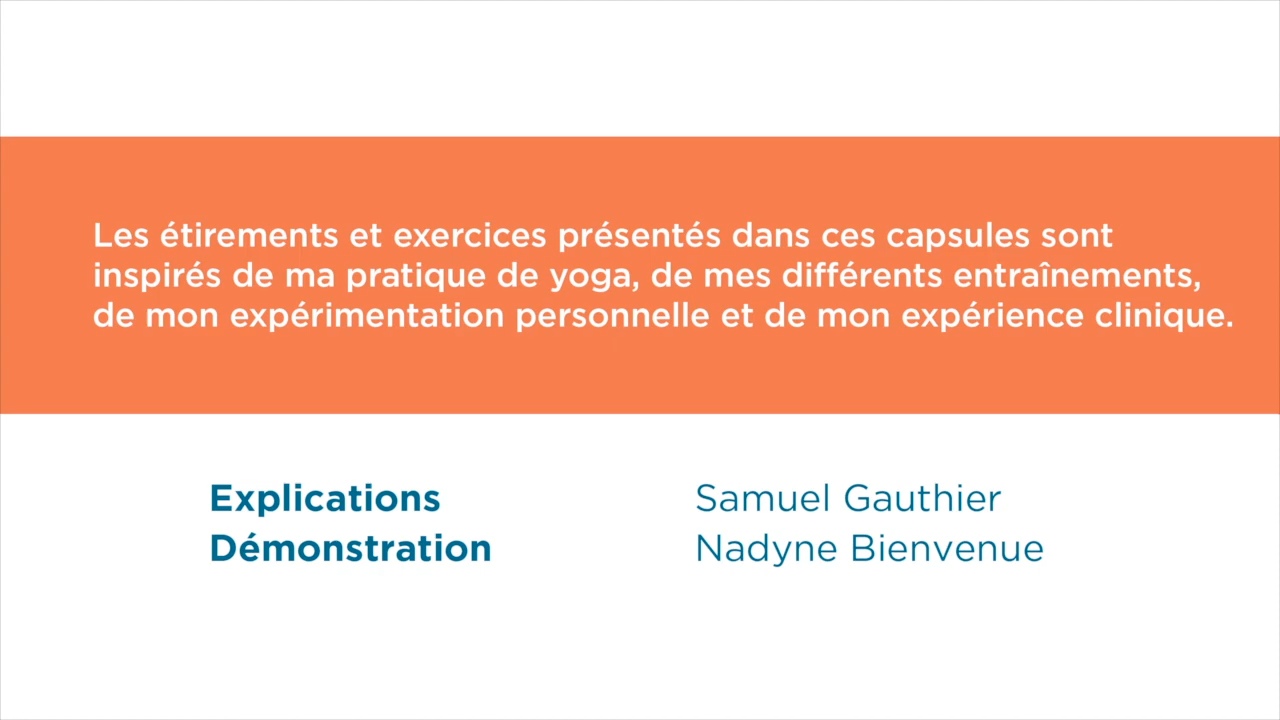 Les étirements et exercices présentés dans ces capsules sont
inspirés de ma pratique de yoga, de mes différents entraînements,
de mon expérimentation personnelle et de mon expérience clinique.
Explications Samuel Gauthier
Démonstration Nadyne Bienvenue